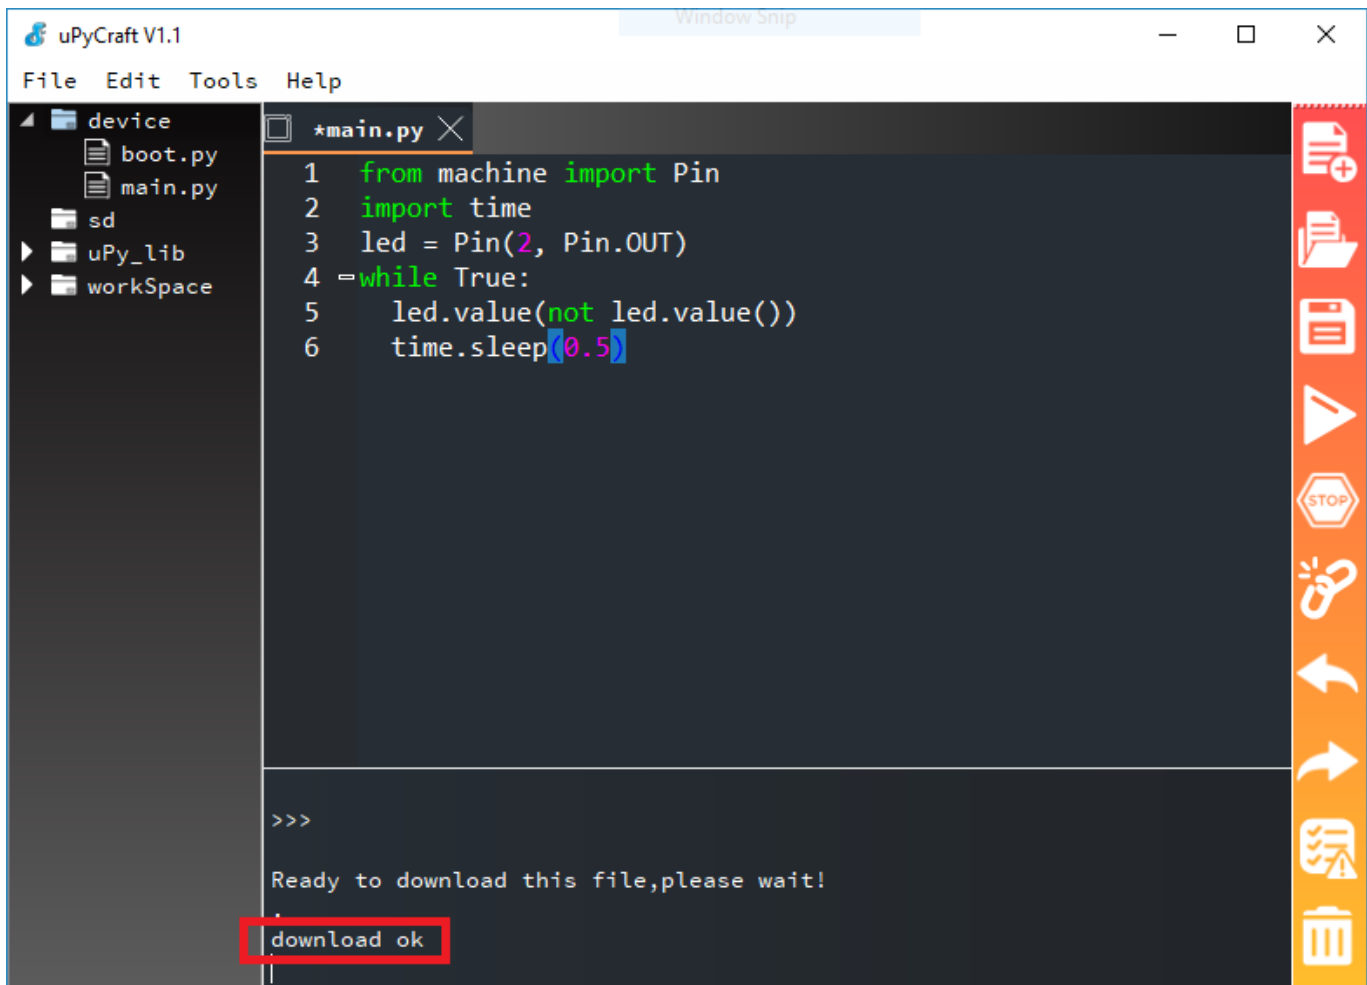 Window Snip
uPyCraft V1.1
File Edit Tools Help
device
boot.py
main.py
sd
uPy_lib
workSpace
*main.py
1 from machine import Pin
2 import time
3 led = Pin(2, Pin.OUT)
4 while True:
5 led.value(not led.value())
6 time.sleep(0.5)
STOP
>>>
Ready to download this file,please wait!
.
download ok